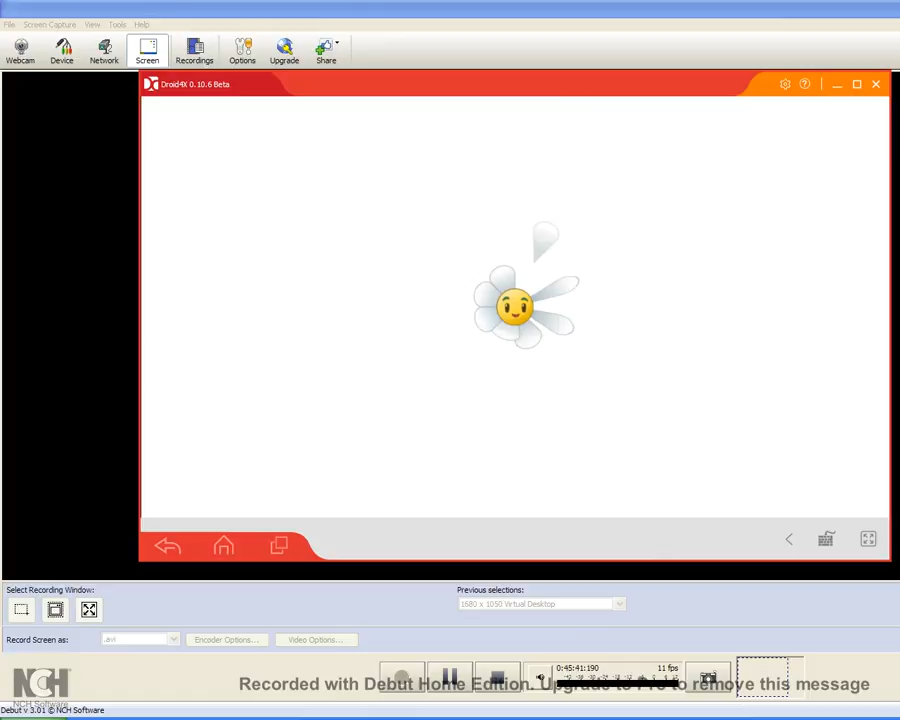 File Screen Capture View Tools Help
Webcam Device Network Screen Recordings Options Upgrade Share
Droid4X 0.10.6 Beta
Select Recording Window:
Previous selections:
1680 x 1050 Virtual Desktop
Record Screen as:
.avi
Encoder Options...
Video Options...
0:45:41:190
11 fps
Recorded with Debut Home Edition. Upgrade to Pro to remove this message
NCH
NCH Software
Debut v 3.01 © NCH Software